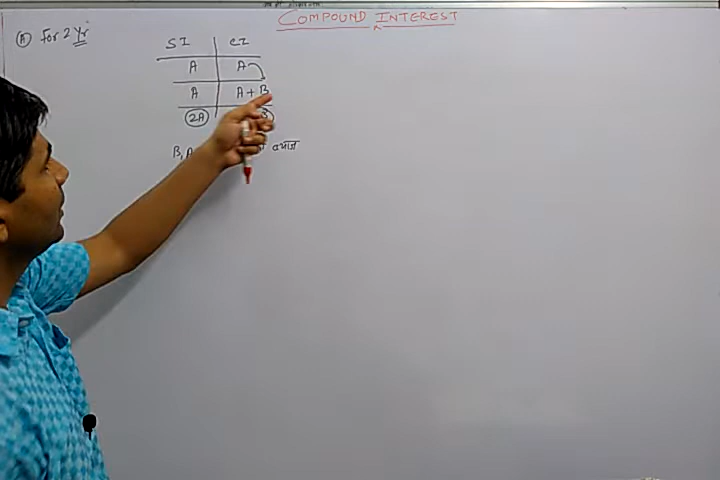 COMPOUND INTEREST
(A) For 2 Yr
SI CI
A A
A A + B
2A
B, A ब्याज